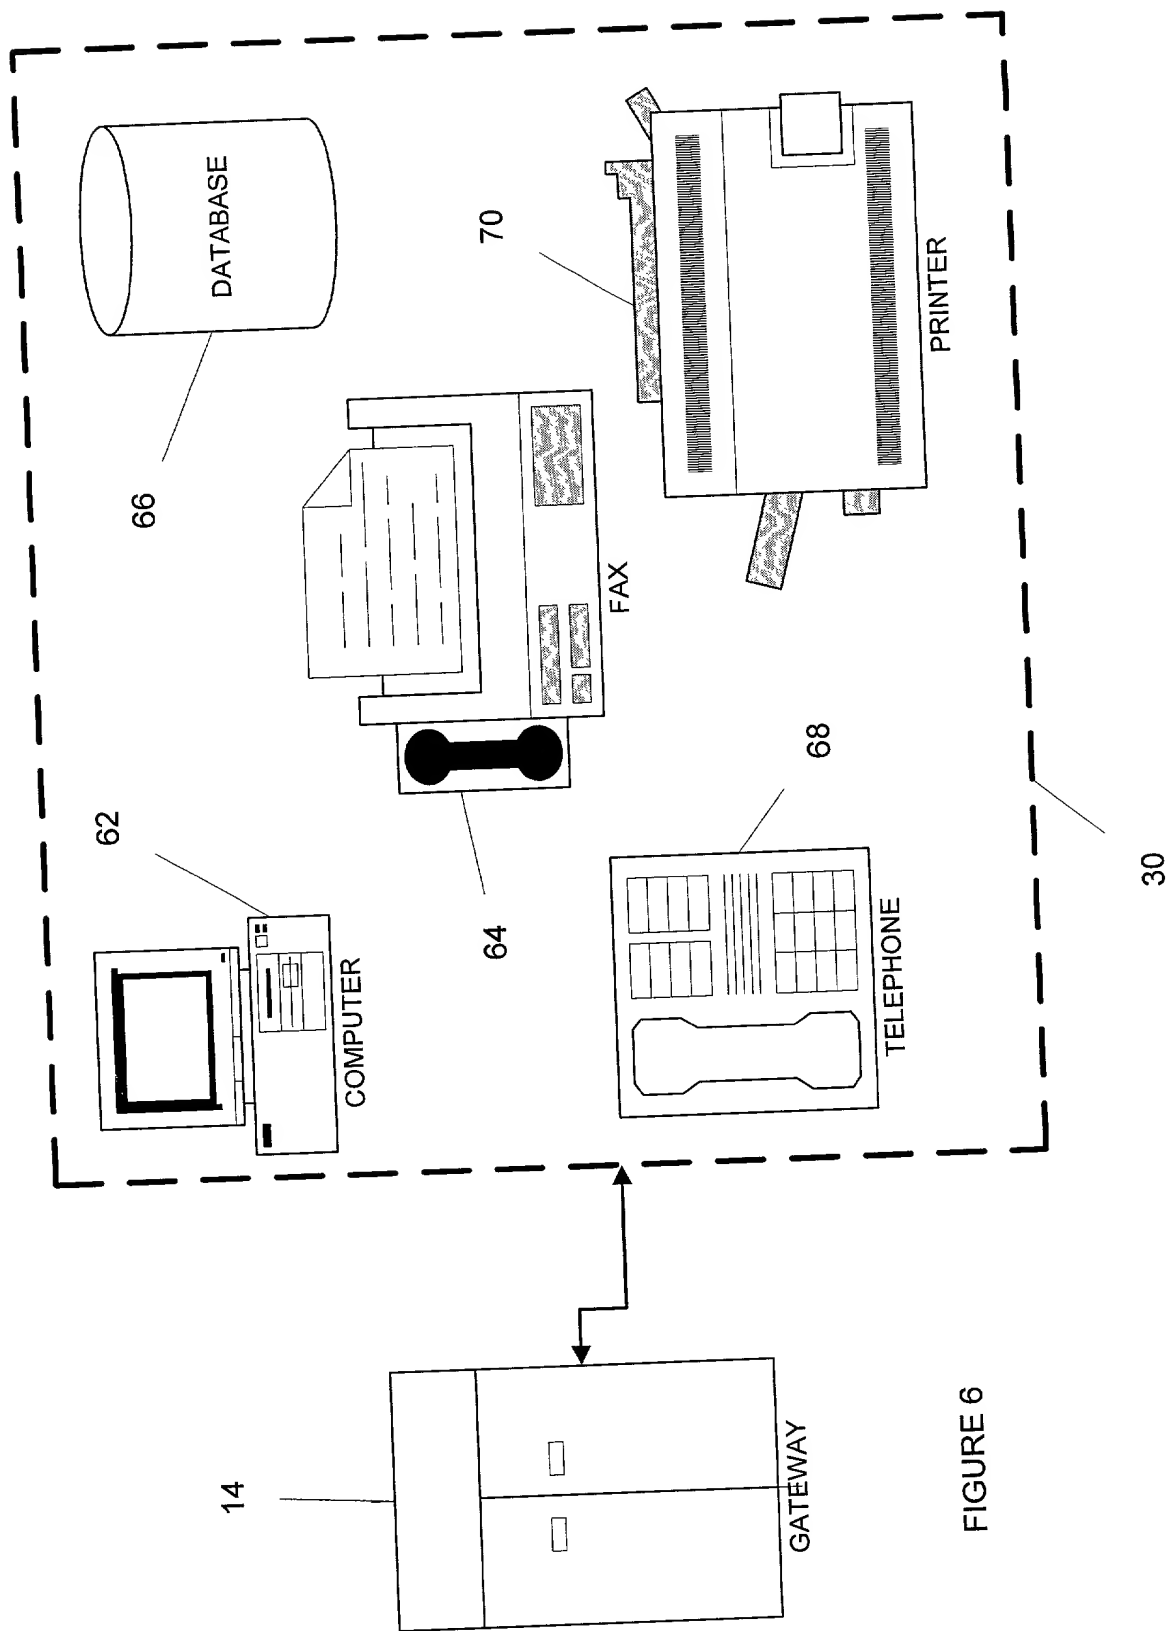 62
COMPUTER
66
DATABASE
64
FAX
14
GATEWAY
68
TELEPHONE
70
PRINTER
30
FIGURE 6